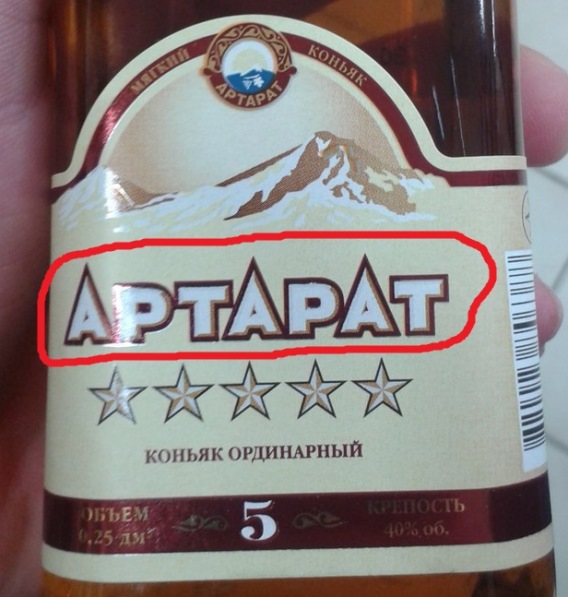 МЯГКИЙ КОНЬЯК
АРТАРАТ
АРТАРАТ
КОНЬЯК ОРДИНАРНЫЙ
ОБЪЕМ 5 КРЕПОСТЬ
0,25 дм³ 40% об.